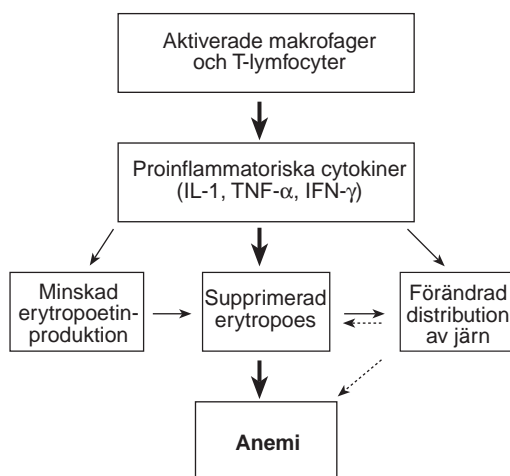 Aktiverade makrofager
och T-lymfocyter
Proinflammatoriska cytokiner
(IL-1, TNF-α, IFN-γ)
Minskad
erytropoetin-
produktion
Supprimerad
erytropoes
Förändrad
distribution
av järn
Anemi